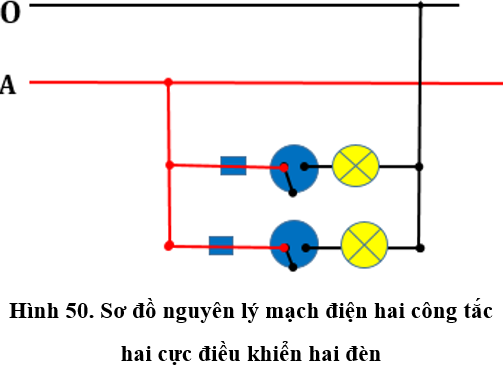 O
A
Hình 50. Sơ đồ nguyên lý mạch điện hai công tắc
hai cực điều khiển hai đèn